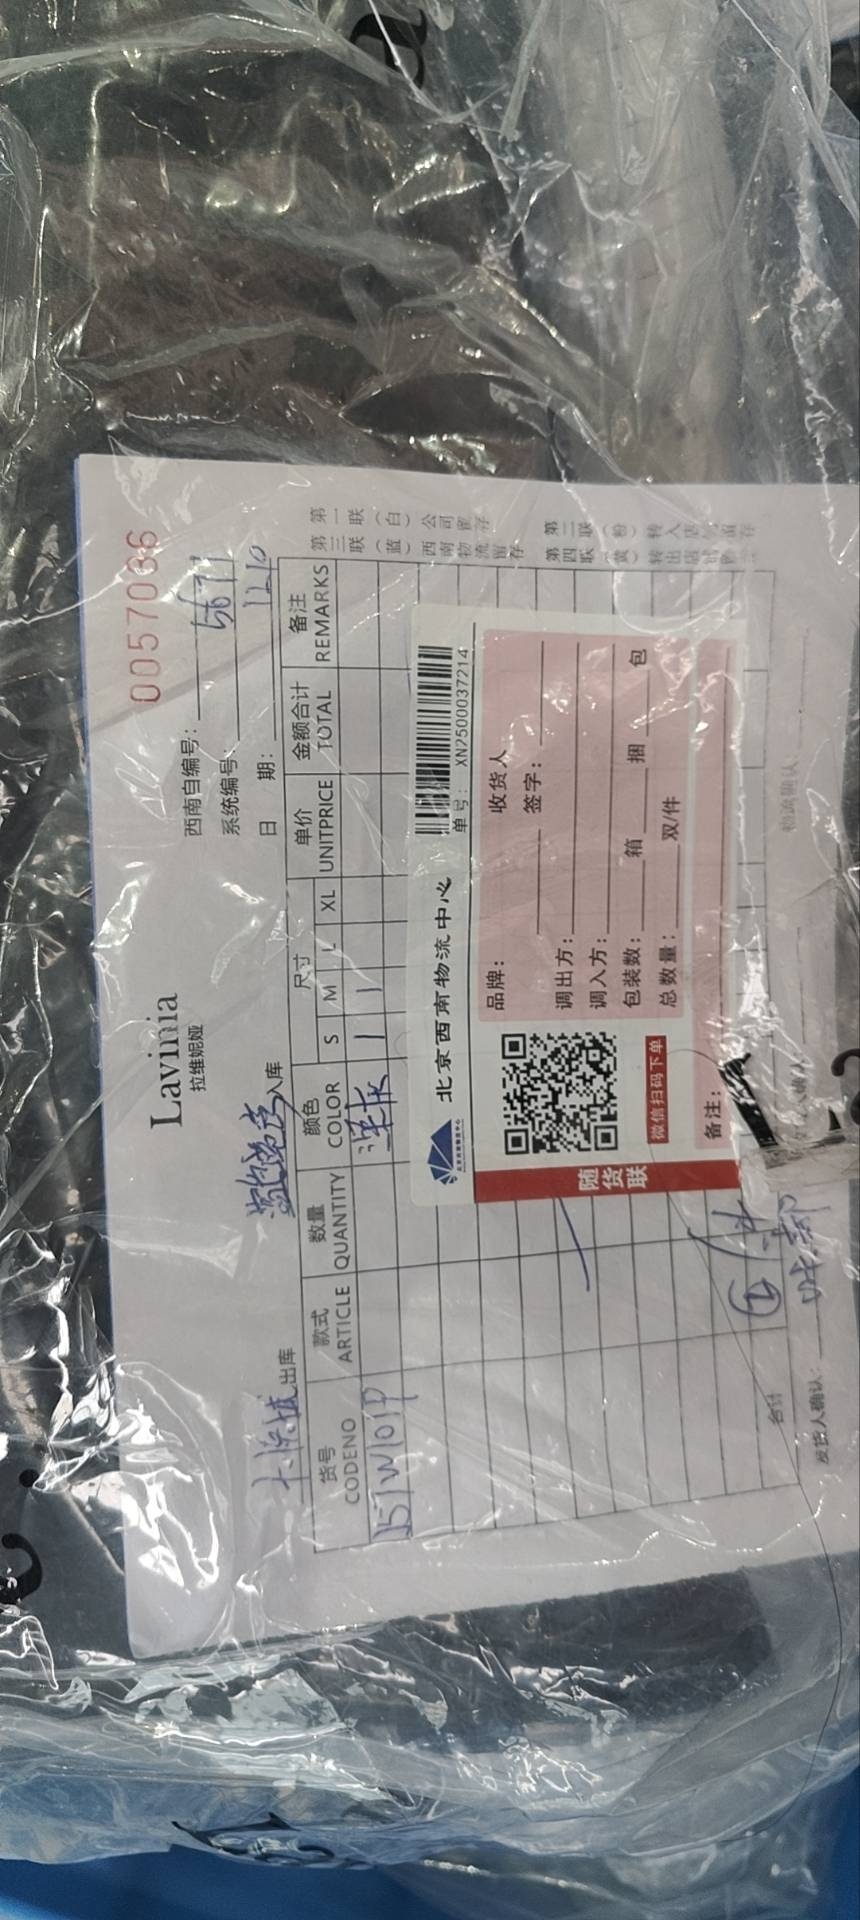 0057036
Lavinia
拉维妮娅
西南自编号：
系统编号： 5671
日 期： 12.10
出库
入库
货号 款式 数量 颜色 尺寸 单价 金额合计 备注
CODENO ARTICLE QUANTITY COLOR S M L XL UNITPRICE TOTAL REMARKS
1 1
第一联（白）公司留存
第二联（粉）转入店铺留存
第三联（蓝）西南物流留存
第四联（黄）转出店铺留存
北京西南物流中心
单号： XN2500037214
随货联
微信扫码下单
品牌： 收货人
签字：
调出方：
调入方：
包装数： 箱 捆 包
总数量： 双/件
备注：
合计
发货人确认：
物流确认：